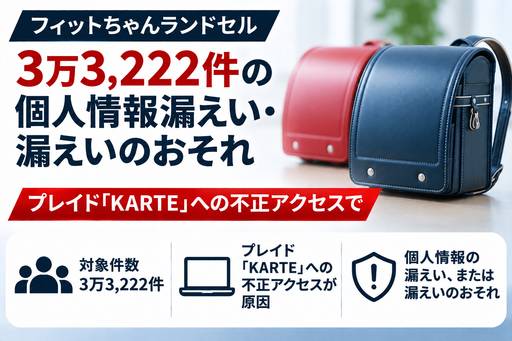 フィットちゃんランドセル
3万3,222件の
個人情報漏えい・
漏えいのおそれ
プレイド「KARTE」への不正アクセスで
対象件数
3万3,222件
プレイド
「KARTE」への
不正アクセスが
原因
個人情報の
漏えい、または
漏えいのおそれ